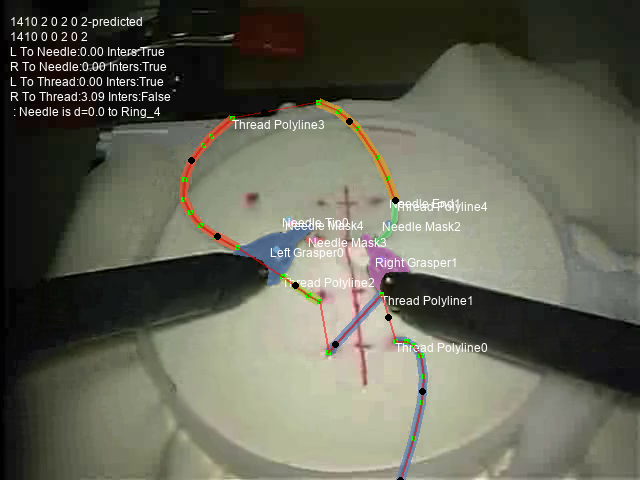 1410 2 0 2 0 2-predicted
1410 0 0 2 0 2
L To Needle:0.00 Inters:True
R To Needle:0.00 Inters:True
L To Thread:0.00 Inters:True
R To Thread:3.09 Inters:False
: Needle is d=0.0 to Ring_4
Thread Polyline3
Needle End1
Thread Polyline4
Needle Tip0
Needle Mask4
Needle Mask2
Needle Mask3
Left Grasper0
Right Grasper1
Thread Polyline2
Thread Polyline1
Thread Polyline0